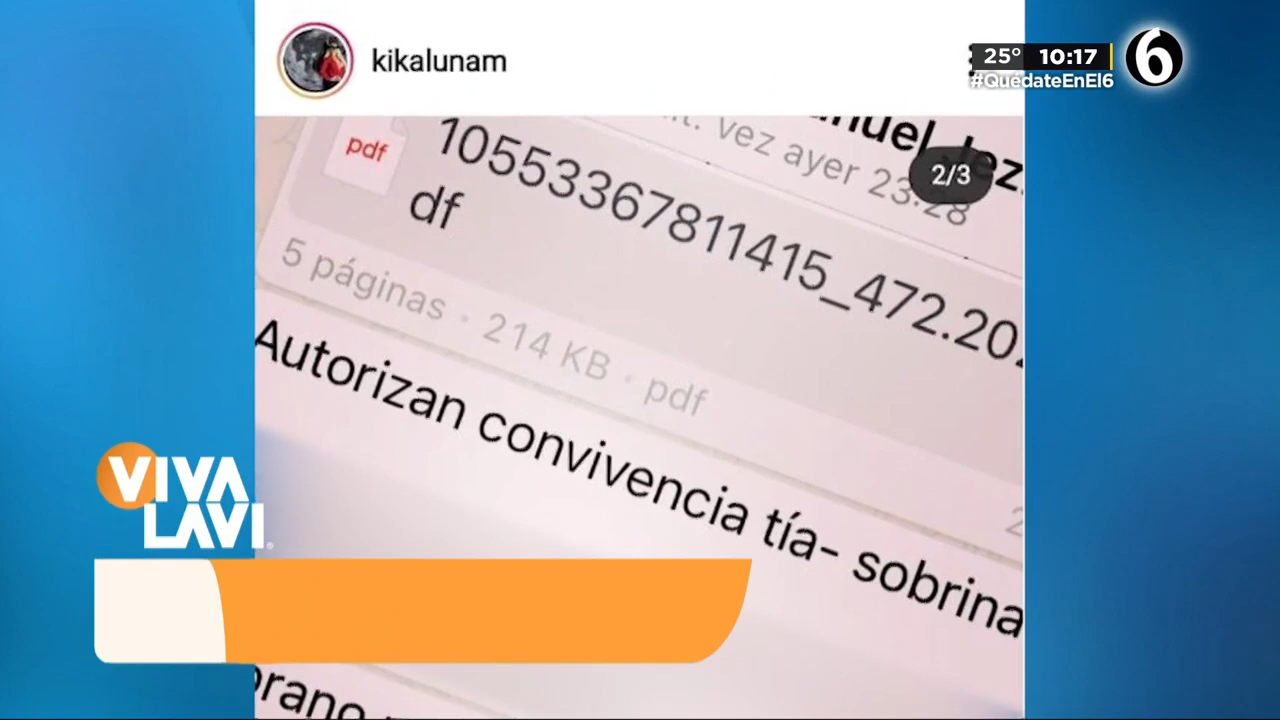 kikalunam
25° 10:17
#QuédateEnEl6
6
2/3
vez ayer 23:28
pdf
10553367811415_472.20
df
5 páginas · 214 KB · pdf
Autorizan convivencia tía- sobrina
VIVA
LAVI